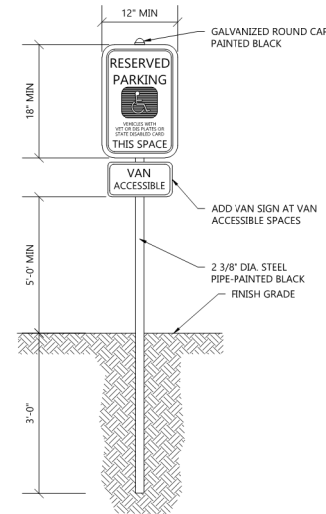 12" MIN
GALVANIZED ROUND CAP
PAINTED BLACK
18" MIN
RESERVED
PARKING
VEHICLES WITH
VET OR DIS PLATES OR
STATE DISABLED CARD
THIS SPACE
VAN
ACCESSIBLE
ADD VAN SIGN AT VAN
ACCESSIBLE SPACES
5'-0" MIN
2 3/8" DIA. STEEL
PIPE-PAINTED BLACK
FINISH GRADE
3'-0"